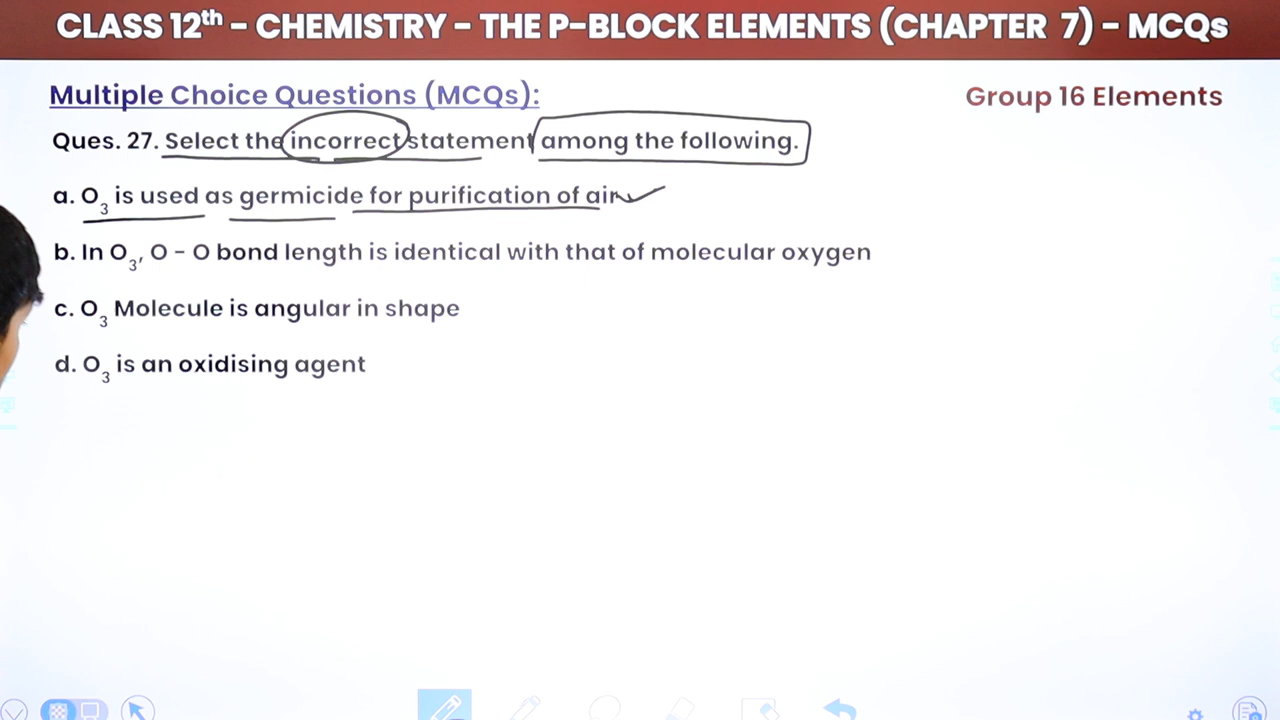 CLASS 12th - CHEMISTRY - THE P-BLOCK ELEMENTS (CHAPTER 7) - MCQs
Multiple Choice Questions (MCQs):
Group 16 Elements
Ques. 27. Select the incorrect statement among the following.
a. O3 is used as germicide for purification of air
b. In O3, O - O bond length is identical with that of molecular oxygen
c. O3 Molecule is angular in shape
d. O3 is an oxidising agent